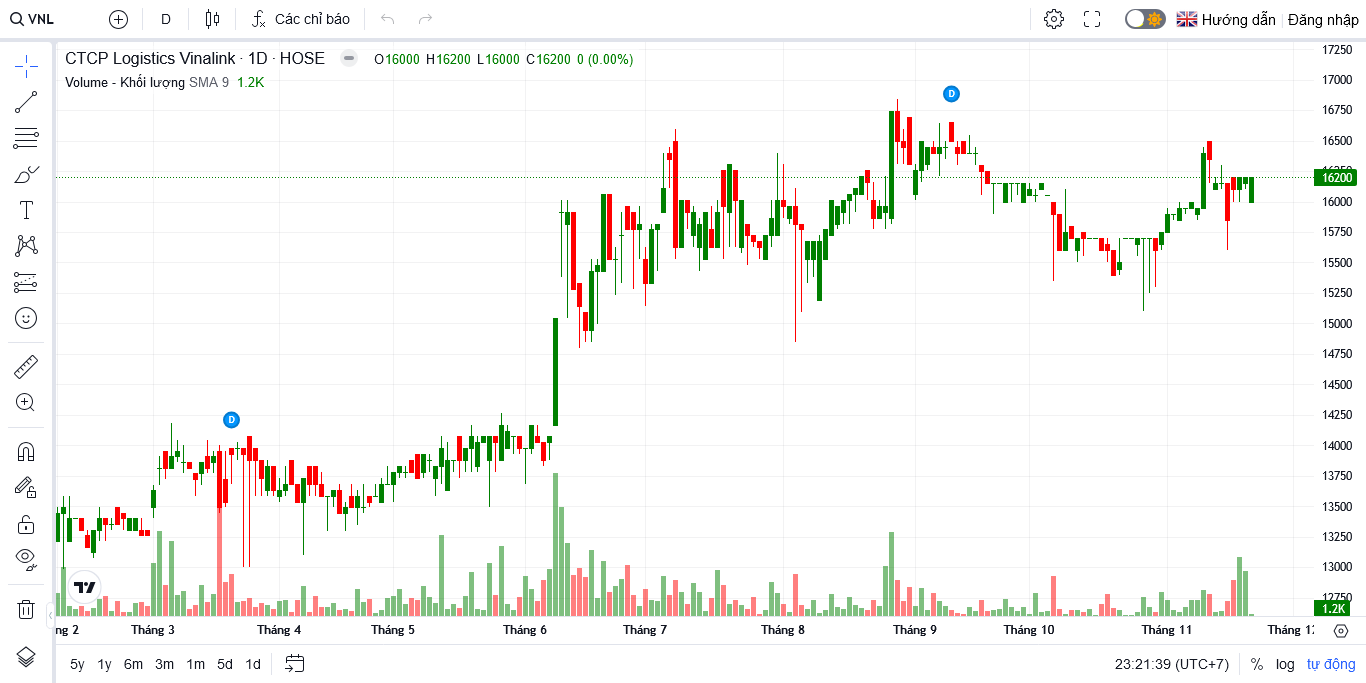 VNL D Các chỉ báo Hướng dẫn Đăng nhập
CTCP Logistics Vinalink · 1D · HOSE O16000 H16200 L16000 C16200 0 (0.00%)
Volume - Khối lượng SMA 9 1.2K
D
D
17250
17000
16750
16500
16250
16200
16000
15750
15500
15250
15000
14750
14500
14250
14000
13750
13500
13250
13000
12750
1.2K
ng 2 Tháng 3 Tháng 4 Tháng 5 Tháng 6 Tháng 7 Tháng 8 Tháng 9 Tháng 10 Tháng 11 Tháng 12
5y 1y 6m 3m 1m 5d 1d 23:21:39 (UTC+7) % log tự động